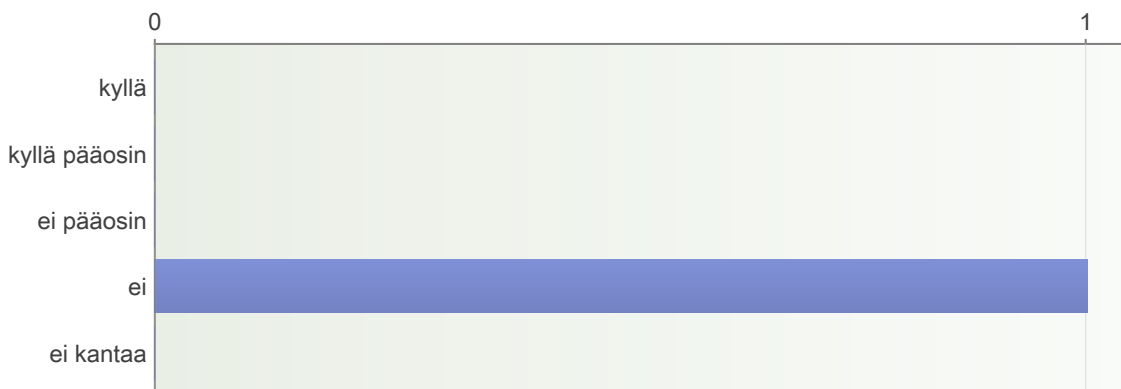 0 1
kyllä
kyllä pääosin
ei pääosin
ei
ei kantaa